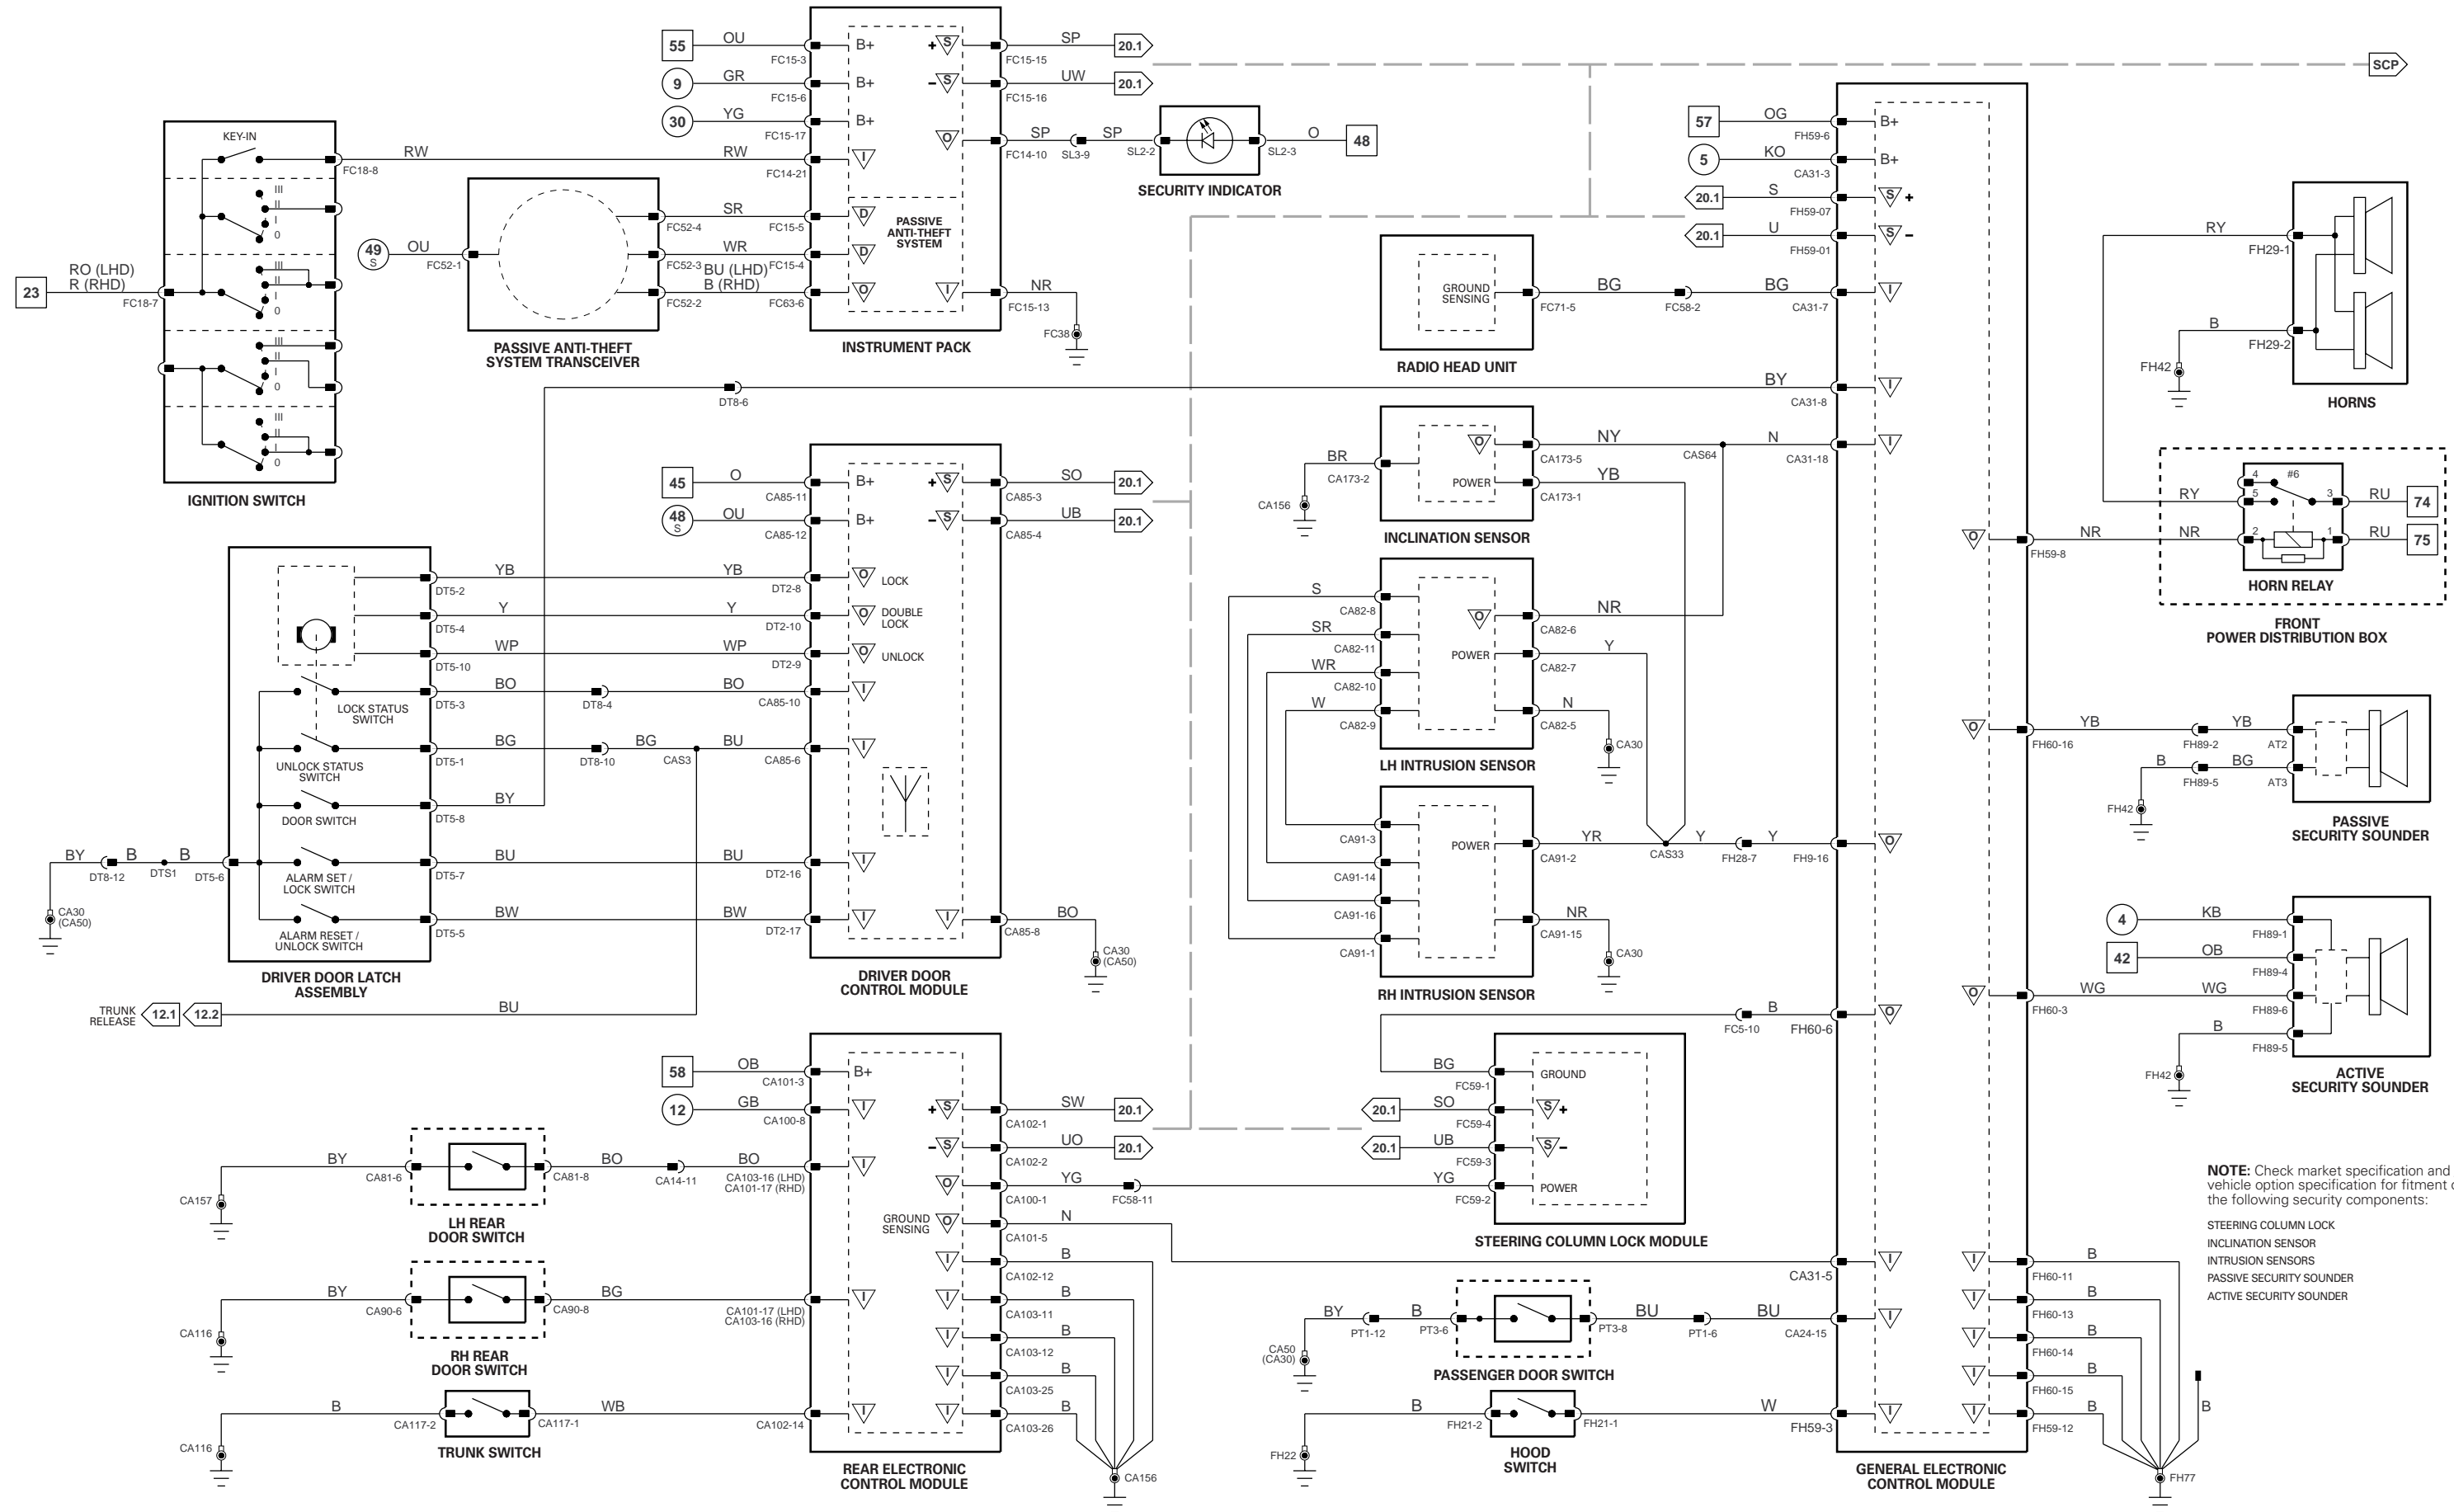 55
OU
FC15-3
B+
9
GR
FC15-6
B+
30
YG
FC15-17
B+
+
S
FC15-15
SP
20.1
–
S
FC15-16
UW
20.1
SCP
O
FC14-10
SP
SL3-9
SP
SL2-2
SL2-3
O
48
SECURITY INDICATOR
KEY-IN
FC18-8
RW
RW
FC14-21
I
III
II
I
0
III
II
I
0
III
II
I
0
III
II
I
0
23
RO (LHD)
R (RHD)
FC18-7
IGNITION SWITCH
49
S
OU
FC52-1
FC52-4
SR
FC15-5
D
FC52-3
WR
FC15-4
D
BU (LHD)
B (RHD)
FC52-2
FC63-6
O
PASSIVE ANTI-THEFT
SYSTEM TRANSCEIVER
PASSIVE
ANTI-THEFT
SYSTEM
I
FC15-13
NR
FC38
INSTRUMENT PACK
57
OG
FH59-6
B+
5
KO
CA31-3
B+
20.1
S
FH59-07
S
+
20.1
U
FH59-01
S
–
GROUND
SENSING
FC71-5
BG
FC58-2
BG
CA31-7
I
RADIO HEAD UNIT
RY
FH29-1
B
FH29-2
FH42
HORNS
DT8-6
BY
CA31-8
I
BR
CA173-2
CA156
O
CA173-5
NY
CAS64
N
CA31-18
I
POWER
CA173-1
YB
INCLINATION SENSOR
4
#6
RY
5
3
RU
74
O
FH59-8
NR
NR
2
1
RU
75
HORN RELAY
FRONT
POWER DISTRIBUTION BOX
45
O
CA85-11
B+
48
S
OU
CA85-12
B+
+
S
CA85-3
SO
20.1
–
S
CA85-4
UB
20.1
DT5-2
YB
YB
DT2-8
O
LOCK
DT5-4
Y
Y
DT2-10
O
DOUBLE
LOCK
DT5-10
WP
WP
DT2-9
O
UNLOCK
LOCK STATUS
SWITCH
DT5-3
BO
DT8-4
BO
CA85-10
I
UNLOCK STATUS
SWITCH
DT5-1
BG
DT8-10
BG
CAS3
BU
CA85-6
I
DOOR SWITCH
DT5-8
BY
BY
DT8-12
B
DTS1
B
DT5-6
CA30
(CA50)
ALARM SET /
LOCK SWITCH
DT5-7
BU
BU
DT2-16
I
ALARM RESET /
UNLOCK SWITCH
DT5-5
BW
BW
DT2-17
I
DRIVER DOOR LATCH
ASSEMBLY
I
CA85-8
BO
CA30
(CA50)
DRIVER DOOR
CONTROL MODULE
TRUNK
RELEASE
12.1
12.2
BU
S
CA82-8
SR
CA82-11
WR
CA82-10
W
CA82-9
O
CA82-6
NR
POWER
CA82-7
Y
CA82-5
N
CA30
LH INTRUSION SENSOR
CA91-3
CA91-14
CA91-16
CA91-1
POWER
CA91-2
YR
CAS33
Y
FH28-7
Y
FH9-16
O
CA91-15
NR
CA30
RH INTRUSION SENSOR
O
FH60-16
YB
FH89-2
YB
AT2
B
FH89-5
BG
AT3
FH42
PASSIVE
SECURITY SOUNDER
4
KB
FH89-1
42
OB
FH89-4
O
FH60-3
WG
WG
FH89-6
B
FH89-5
FH42
ACTIVE
SECURITY SOUNDER
FC5-10
B
FH60-6
O
BG
FC59-1
GROUND
20.1
SO
FC59-4
S
+
20.1
UB
FC59-3
S
–
YG
FC59-2
POWER
STEERING COLUMN LOCK MODULE
58
OB
CA101-3
B+
12
GB
CA100-8
I
+
S
CA102-1
SW
20.1
–
S
CA102-2
UO
20.1
O
CA100-1
YG
FC58-11
GROUND
SENSING
O
CA101-5
N
CA31-5
I
BY
CA81-6
CA81-8
BO
CA14-11
BO
CA103-16 (LHD)
CA101-17 (RHD)
I
CA157
LH REAR
DOOR SWITCH
BY
CA90-6
CA90-8
BG
CA101-17 (LHD)
CA103-16 (RHD)
I
CA116
RH REAR
DOOR SWITCH
B
CA117-2
CA117-1
WB
CA102-14
I
CA116
TRUNK SWITCH
I
CA102-12
B
I
CA103-11
B
I
CA103-12
B
I
CA103-25
B
I
CA103-26
B
CA156
REAR ELECTRONIC
CONTROL MODULE
BY
PT1-12
B
PT3-6
PT3-8
BU
PT1-6
BU
CA24-15
I
CA50
(CA30)
PASSENGER DOOR SWITCH
B
FH21-2
FH21-1
W
FH59-3
I
FH22
HOOD
SWITCH
I
FH60-11
B
I
FH60-13
B
I
FH60-14
B
I
FH60-15
B
I
FH59-12
B
B
FH77
GENERAL ELECTRONIC
CONTROL MODULE
NOTE: Check market specification and
vehicle option specification for fitment
the following security components:
STEERING COLUMN LOCK
INCLINATION SENSOR
INTRUSION SENSORS
PASSIVE SECURITY SOUNDER
ACTIVE SECURITY SOUNDER